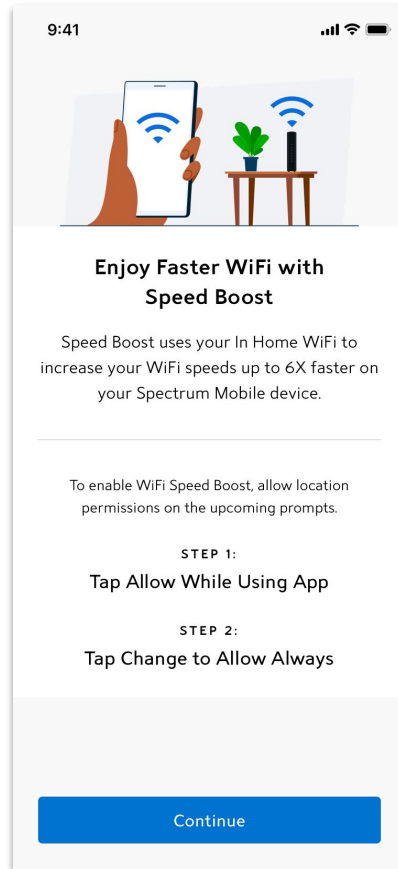 9:41
Enjoy Faster WiFi with
Speed Boost
Speed Boost uses your In Home WiFi to
increase your WiFi speeds up to 6X faster on
your Spectrum Mobile device.
To enable WiFi Speed Boost, allow location
permissions on the upcoming prompts.
STEP 1:
Tap Allow While Using App
STEP 2:
Tap Change to Allow Always
Continue